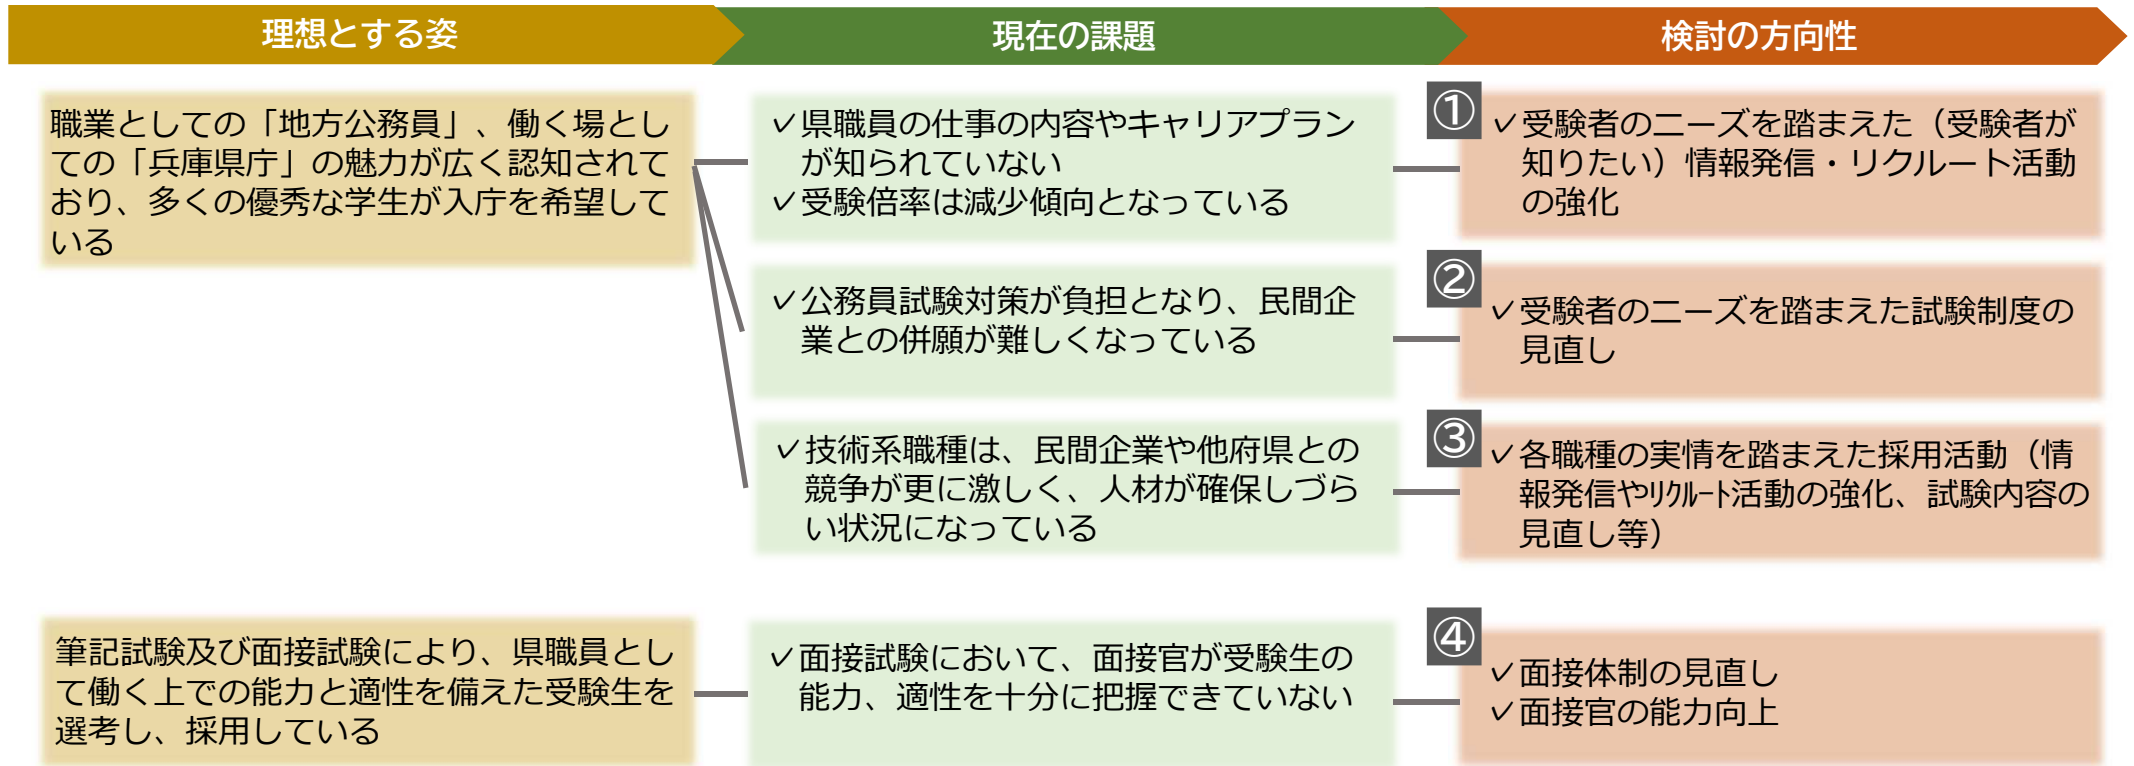 理想とする姿
現在の課題
検討の方向性
職業としての「地方公務員」、働く場とし
ての「兵庫県庁」の魅力が広く認知されて
おり、多くの優秀な学生が入庁を希望して
いる
✓県職員の仕事の内容やキャリアプラン
が知られていない
✓受験倍率は減少傾向となっている
①
✓受験者のニーズを踏まえた（受験者が
知りたい）情報発信・リクルート活動
の強化
✓公務員試験対策が負担となり、民間企
業との併願が難しくなっている
②
✓受験者のニーズを踏まえた試験制度の
見直し
✓技術系職種は、民間企業や他府県との
競争が更に激しく、人材が確保しづら
い状況になっている
③
✓各職種の実情を踏まえた採用活動（情
報発信やﾘｸﾙｰﾄ活動の強化、試験内容の
見直し等）
筆記試験及び面接試験により、県職員とし
て働く上での能力と適性を備えた受験生を
選考し、採用している
✓面接試験において、面接官が受験生の
能力、適性を十分に把握できていない
④
✓面接体制の見直し
✓面接官の能力向上